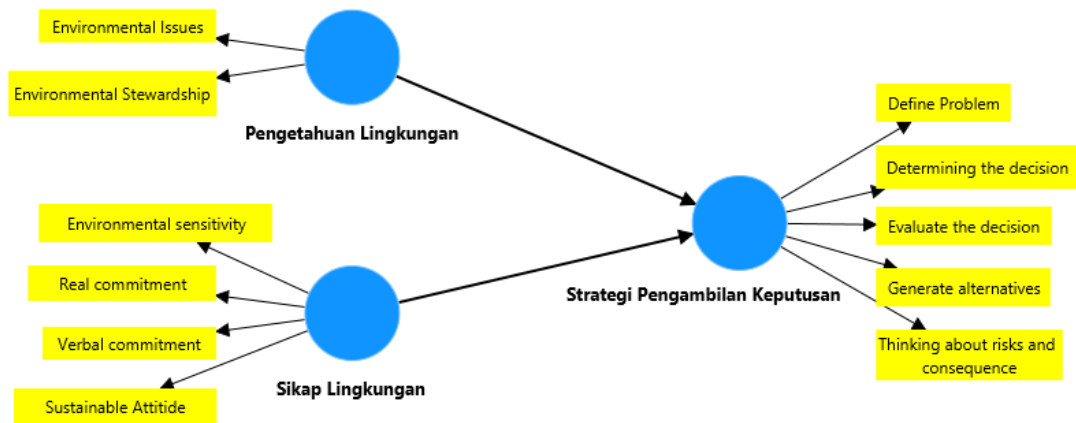 Environmental Issues
Environmental Stewardship
Pengetahuan Lingkungan
Environmental sensitivity
Real commitment
Verbal commitment
Sustainable Attitide
Sikap Lingkungan
Strategi Pengambilan Keputusan
Define Problem
Determining the decision
Evaluate the decision
Generate alternatives
Thinking about risks and
consequence